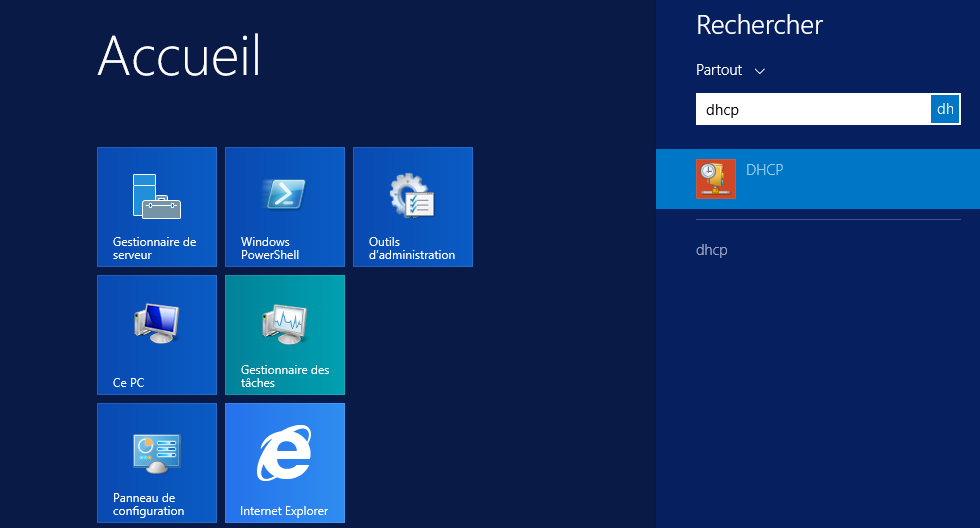 Accueil
Gestionnaire de
serveur
Windows
PowerShell
Outils
d'administration
Ce PC
Gestionnaire des
tâches
Panneau de
configuration
Internet Explorer
Rechercher
Partout
dhcp
dh
DHCP
dhcp